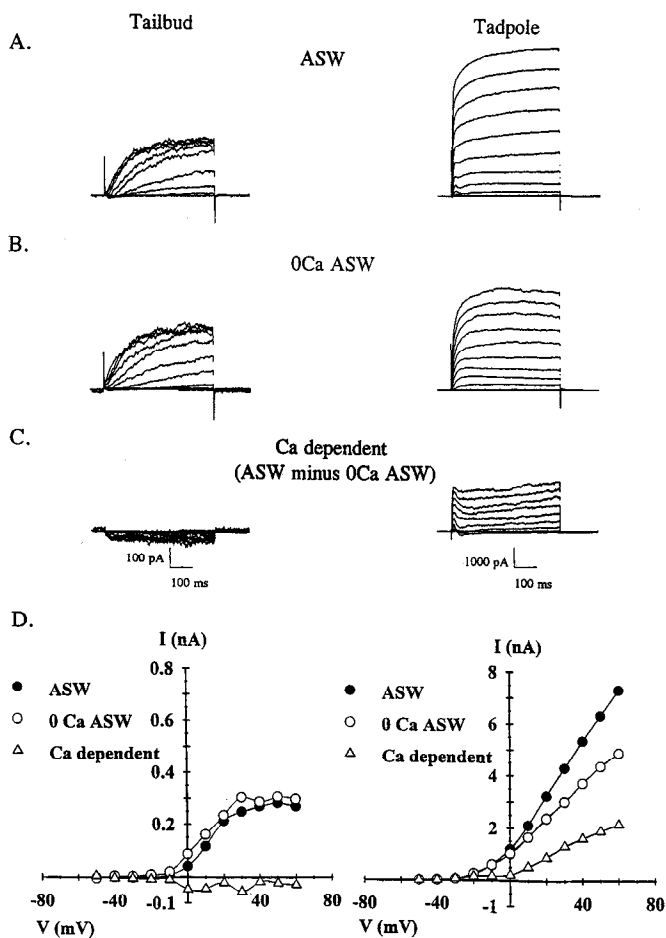 Tailbud
Tadpole
A.
ASW
B.
0Ca ASW
C.
Ca dependent
(ASW minus 0Ca ASW)
100 pA
100 ms
1000 pA
100 ms
D.
I (nA)
0.8
0.6
0.4
0.2
-0.1
-80
-40
1
40
80
V (mV)
ASW
0 Ca ASW
Ca dependent
I (nA)
8
6
4
2
-1
-80
-40
1
40
80
V (mV)
ASW
0 Ca ASW
Ca dependent